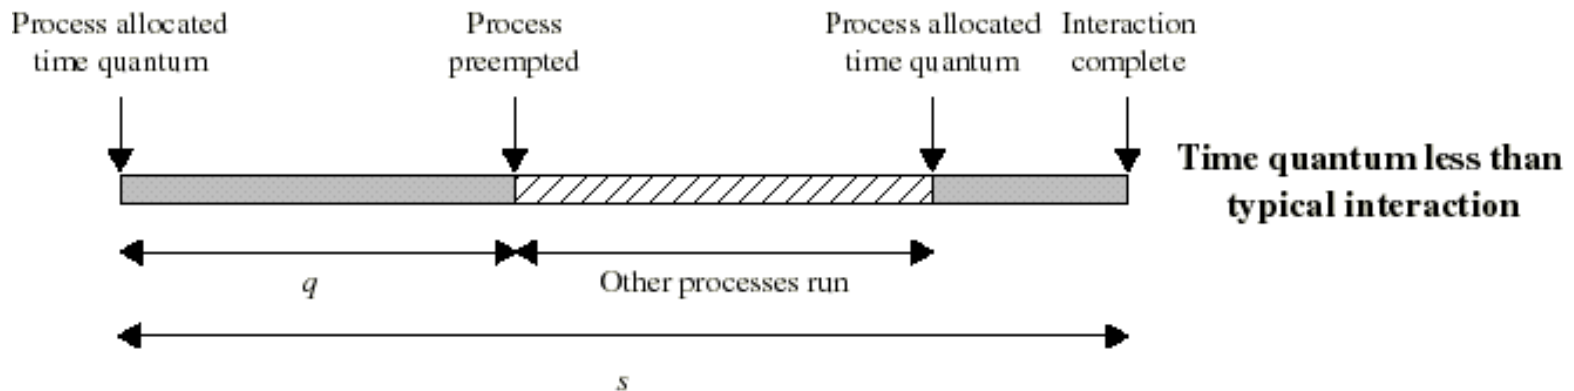 Process allocated
time quantum
Process
preempted
Process allocated
time quantum
Interaction
complete
Time quantum less than
typical interaction
q
Other processes run
s